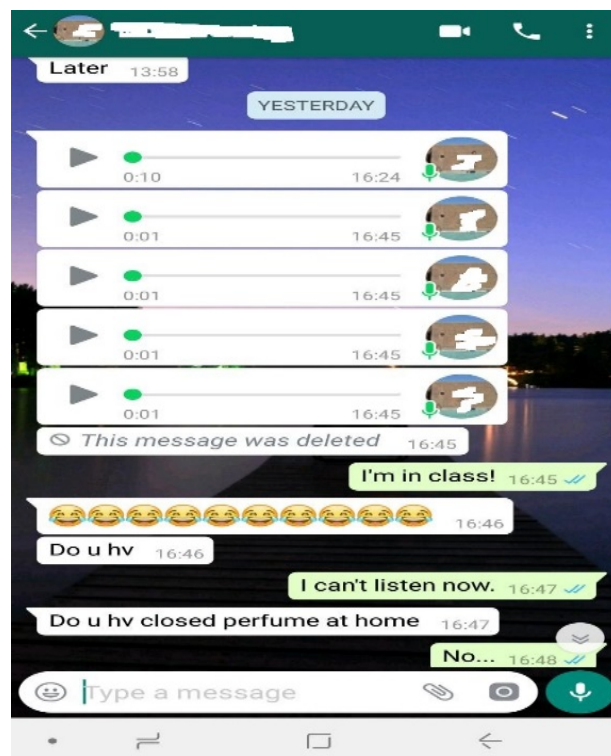 Later 13:58
YESTERDAY
0:10 16:24
0:01 16:45
0:01 16:45
0:01 16:45
0:01 16:45
This message was deleted 16:45
I'm in class! 16:45
😂😂😂😂😂😂😂😂😂😂 16:46
Do u hv 16:46
I can't listen now. 16:47
Do u hv closed perfume at home 16:47
No... 16:48
Type a message